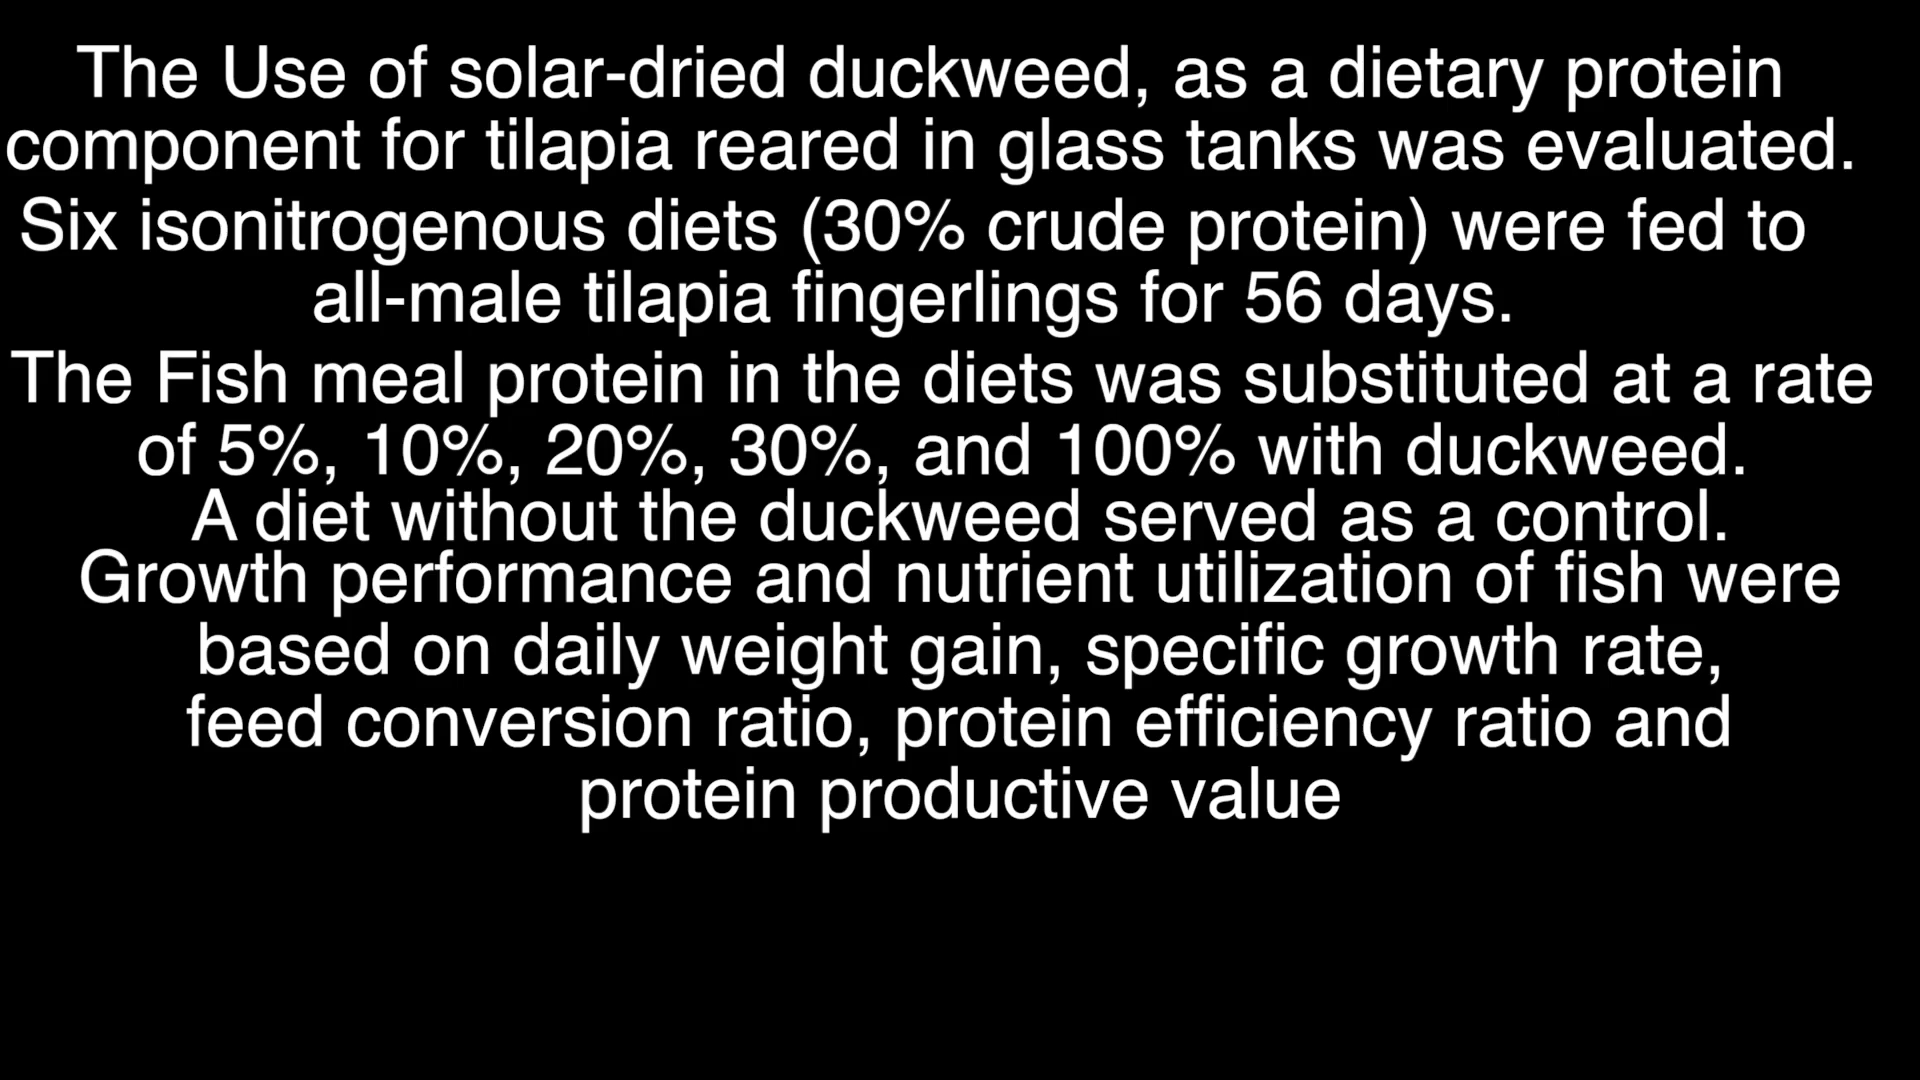 The Use of solar-dried duckweed, as a dietary protein
component for tilapia reared in glass tanks was evaluated.
Six isonitrogenous diets (30% crude protein) were fed to
all-male tilapia fingerlings for 56 days.
The Fish meal protein in the diets was substituted at a rate
of 5%, 10%, 20%, 30%, and 100% with duckweed.
A diet without the duckweed served as a control.
Growth performance and nutrient utilization of fish were
based on daily weight gain, specific growth rate,
feed conversion ratio, protein efficiency ratio and
protein productive value